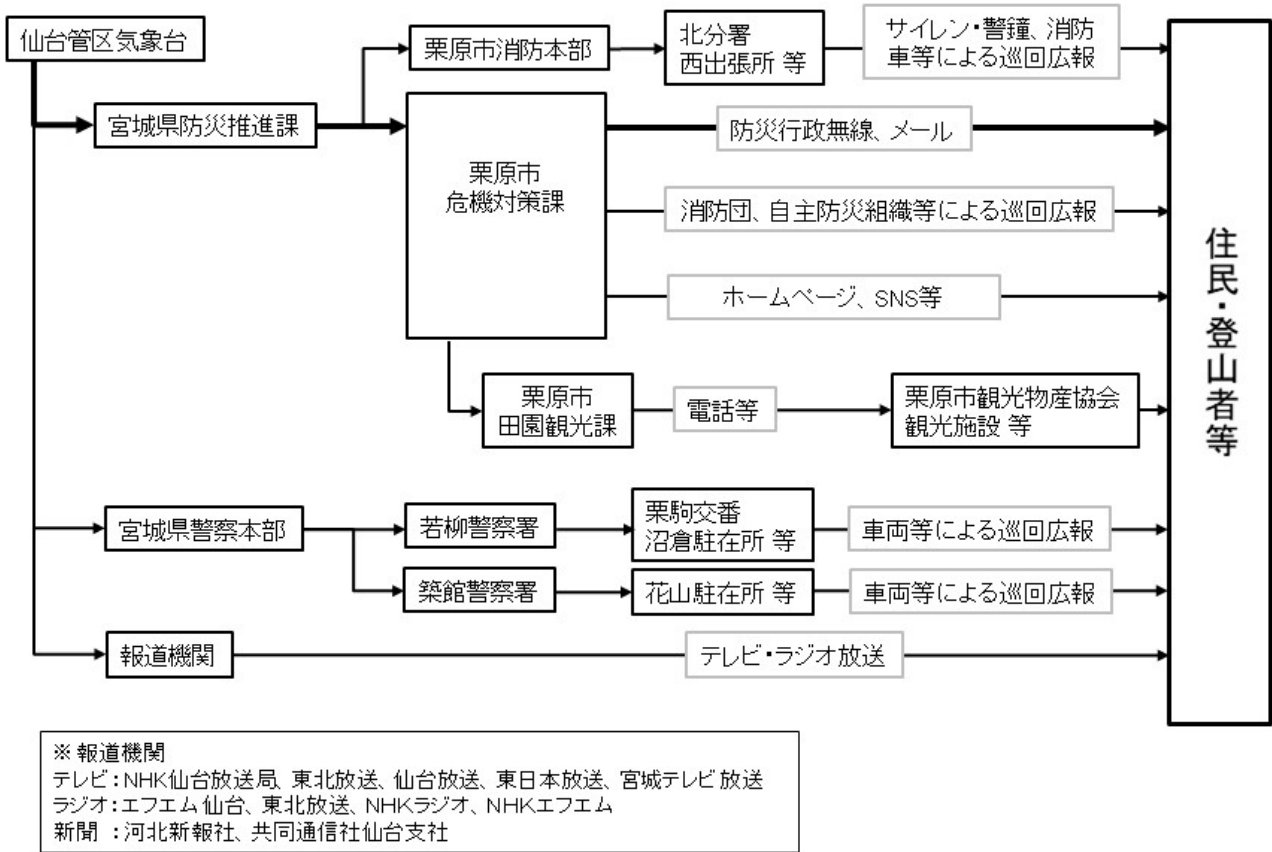 仙台管区気象台
栗原市消防本部
北分署
西出張所 等
サイレン・警鐘、消防
車等による巡回広報
宮城県防災推進課
栗原市
危機対策課
防災行政無線、メール
消防団、自主防災組織等による巡回広報
ホームページ、SNS等
栗原市
田園観光課
電話等
栗原市観光物産協会
観光施設 等
宮城県警察本部
若柳警察署
栗駒交番
沼倉駐在所 等
車両等による巡回広報
築館警察署
花山駐在所 等
車両等による巡回広報
報道機関
テレビ・ラジオ放送
住民・登山者等
※ 報道機関
テレビ:NHK仙台放送局、東北放送、仙台放送、東日本放送、宮城テレビ放送
ラジオ:エフエム仙台、東北放送、NHKラジオ、NHKエフエム
新聞 :河北新報社、共同通信社仙台支社